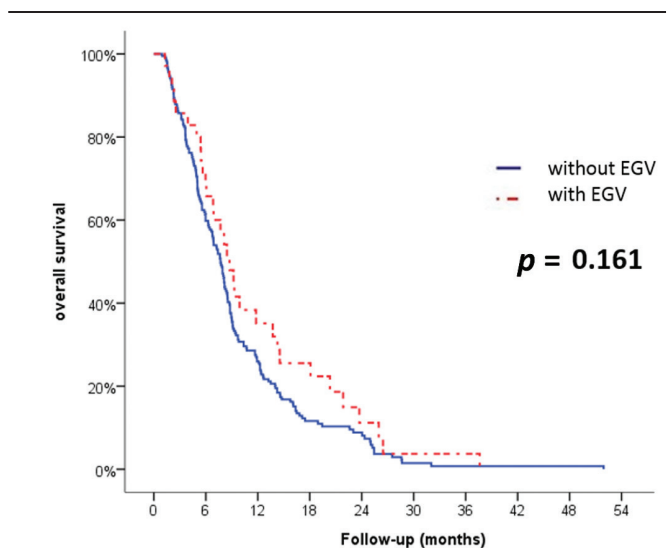 100%
80%
60%
40%
20%
0%
overall survival
without EGV
with EGV
p = 0.161
0 6 12 18 24 30 36 42 48 54
Follow-up (months)